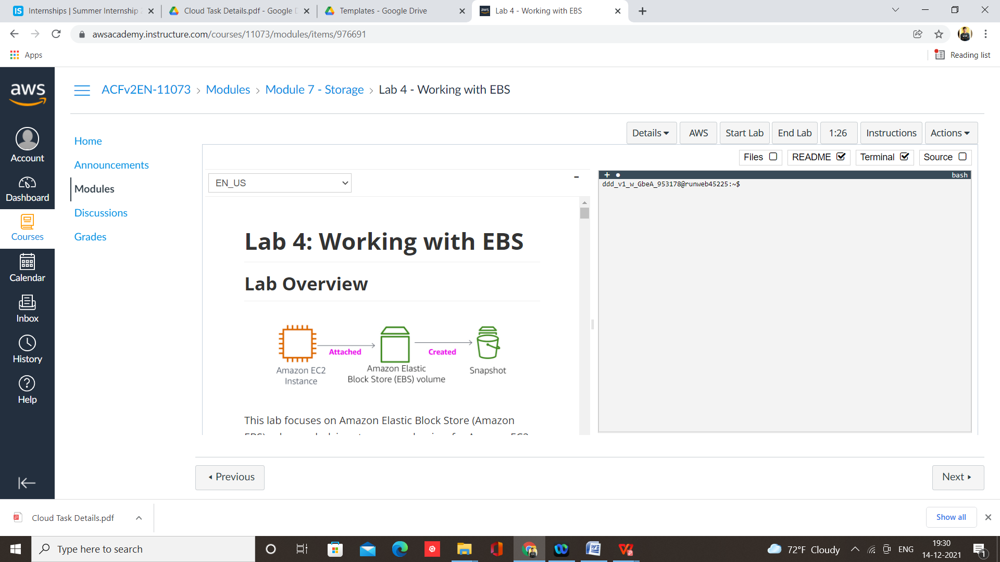 Internships | Summer Internship
Cloud Task Details.pdf - Google
Templates - Google Drive
Lab 4 - Working with EBS
awsacademy.instructure.com/courses/11073/modules/items/976691
Apps
Reading list
aws
ACFv2EN-11073 > Modules > Module 7 - Storage > Lab 4 - Working with EBS
Account
Dashboard
Courses
Calendar
Inbox
History
Help
Home
Announcements
Modules
Discussions
Grades
Details AWS Start Lab End Lab 1:26 Instructions Actions
Files README Terminal Source
EN_US
Lab 4: Working with EBS
Lab Overview
Attached
Created
Amazon EC2
Instance
Amazon Elastic
Block Store (EBS) volume
Snapshot
This lab focuses on Amazon Elastic Block Store (Amazon
bash
ddd_v1_w_GbeA_953178@runweb45225:~$
Previous
Next
Cloud Task Details.pdf
Show all
Type here to search
72°F Cloudy
ENG
19:30
14-12-2021
1